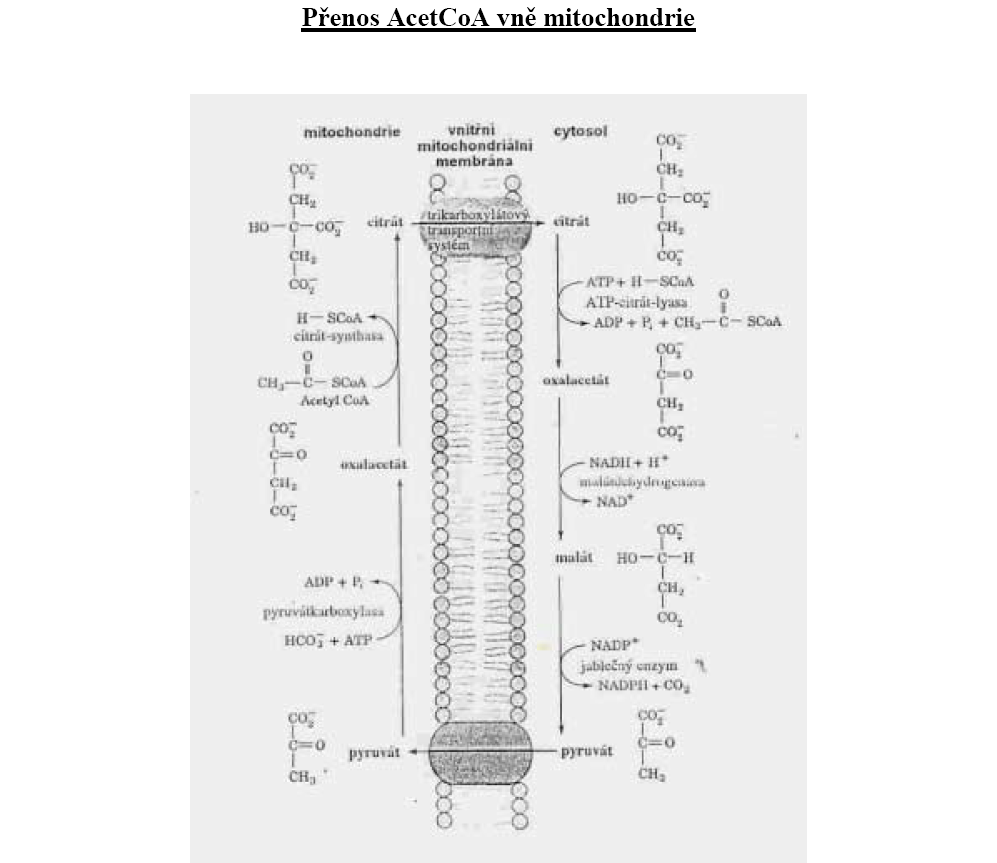 Přenos AcetCoA vně mitochondrie
mitochondrie
vnitřní
mitochondriální
membrána
cytosol
CO₂⁻
CH₂
HO—C—CO₂⁻
CH₂
CO₂⁻
citrát
trikarboxylátový
transportní
systém
citrát
CO₂⁻
CH₂
HO—C—CO₂⁻
CH₂
CO₂⁻
H—SCoA
citrát-synthasa
O
CH₃—C—SCoA
Acetyl CoA
ATP + H—SCoA
ATP-citrát-lyasa
O
ADP + Pᵢ + CH₃—C—SCoA
CO₂⁻
C=O
CH₂
CO₂⁻
oxalacetát
oxalacetát
CO₂⁻
C=O
CH₂
CO₂⁻
NADH + H⁺
malátdehydrogenasa
NAD⁺
malát
CO₂⁻
HO—C—H
CH₂
CO₂
ADP + Pᵢ
pyruvátkarboxylasa
HCO₃⁻ + ATP
NADP⁺
jablečný enzym
NADPH + CO₂
CO₂⁻
C=O
CH₃
pyruvát
pyruvát
CO₂⁻
C=O
CH₃